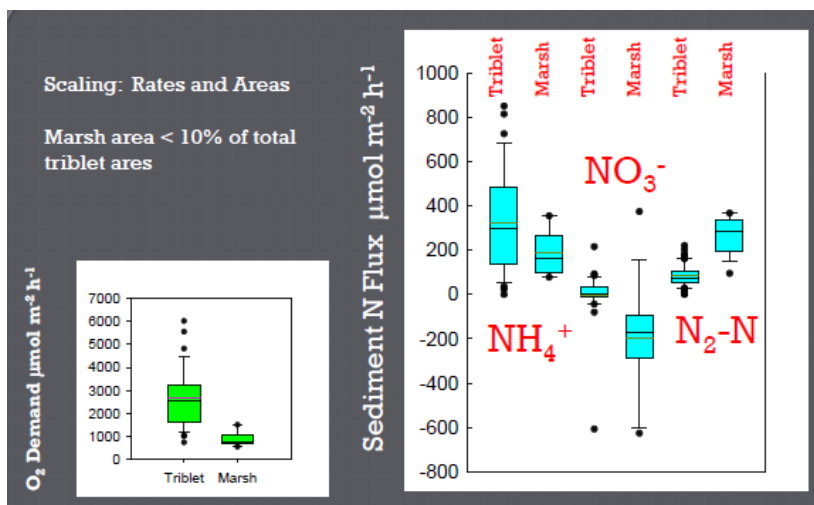 Scaling: Rates and Areas
Marsh area < 10% of total
triblet ares
O₂ Demand µmol m⁻² h⁻¹
7000
6000
5000
4000
3000
2000
1000
0
Triblet Marsh
Sediment N Flux µmol m⁻² h⁻¹
Triblet Marsh Triblet Marsh Triblet Marsh
1000
800
600
400
200
0
-200
-400
-600
-800
NO₃⁻
NH₄⁺
N₂-N